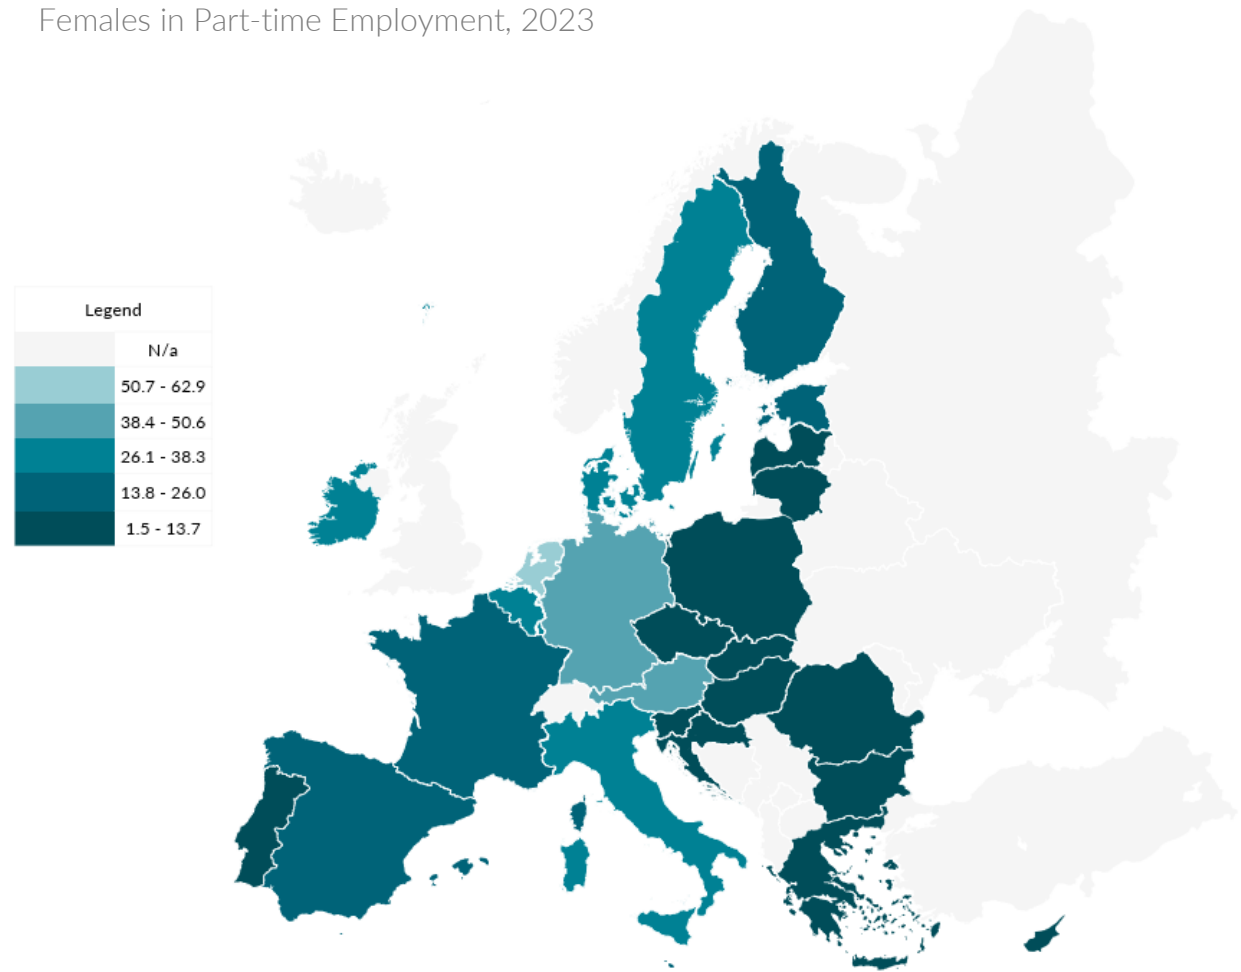 Females in Part-time Employment, 2023
Legend
N/a
50.7 - 62.9
38.4 - 50.6
26.1 - 38.3
13.8 - 26.0
1.5 - 13.7